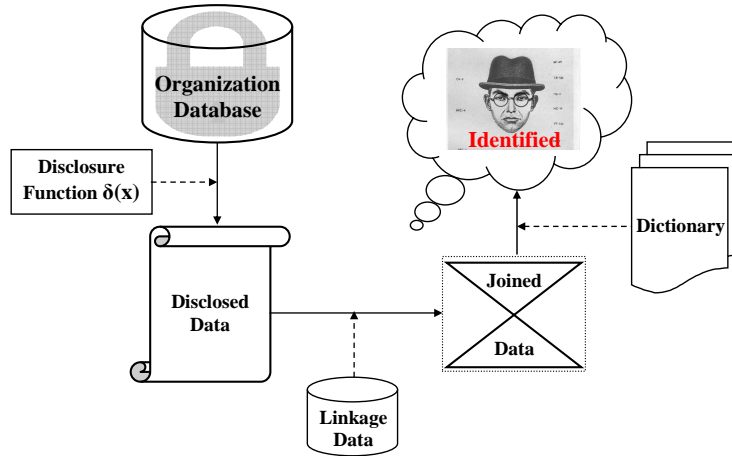 Organization
Database
Disclosure
Function δ(x)
Disclosed
Data
Linkage
Data
Joined
Data
Dictionary
Identified